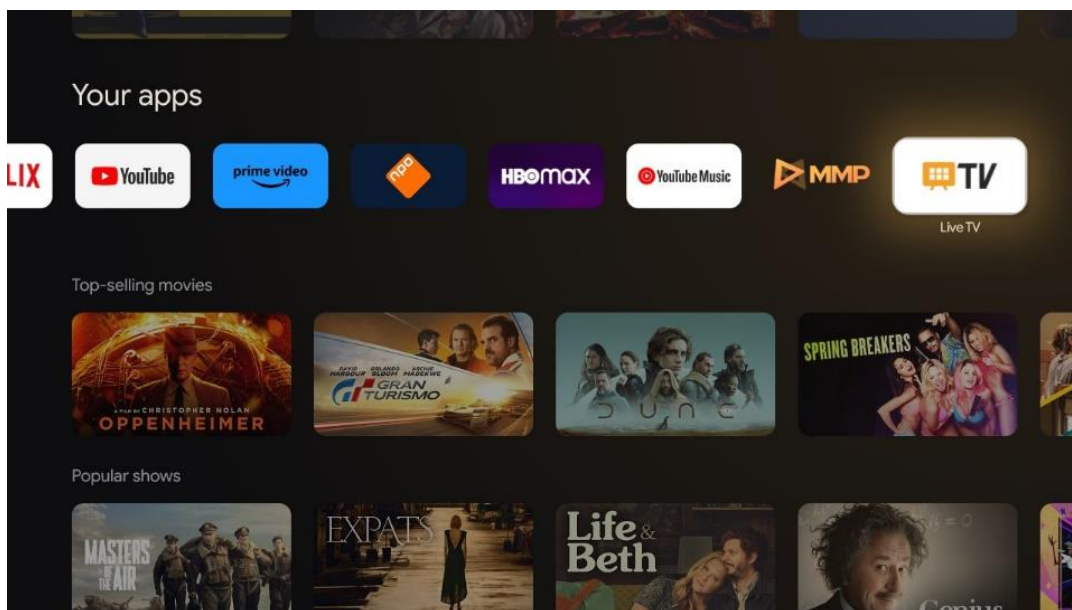 Your apps
LIX
YouTube
prime video
npo
HBOmax
YouTube Music
MMP
TV
Live TV
Top-selling movies
A FILM BY CHRISTOPHER NOLAN
OPPENHEIMER
DAVID HARBOUR ORLANDO BLOOM ARCHIE MADEKWE
GRAN
TURISMO
DUNE
SPRING BREAKERS
Popular shows
MASTERS
OF THE AIR
EXPATS
Life &
Beth
= 0
Genius